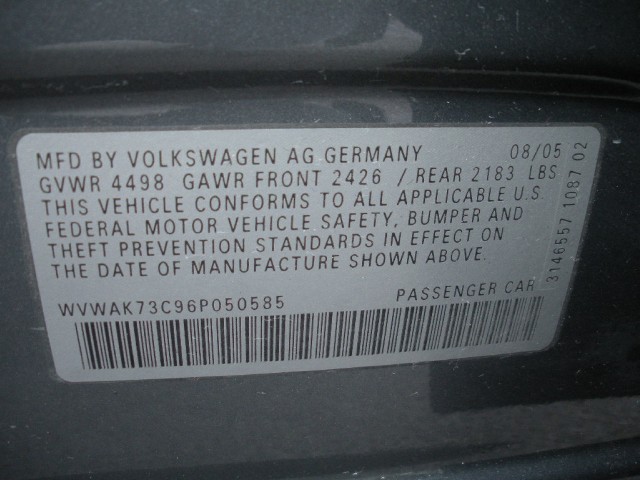 MFD BY VOLKSWAGEN AG GERMANY 08/05
GVWR 4498 GAWR FRONT 2426 / REAR 2183 LBS
THIS VEHICLE CONFORMS TO ALL APPLICABLE U.S.
FEDERAL MOTOR VEHICLE SAFETY, BUMPER AND
THEFT PREVENTION STANDARDS IN EFFECT ON
THE DATE OF MANUFACTURE SHOWN ABOVE.
WVWAK73C96P050585 PASSENGER CAR
3146557 1087 02